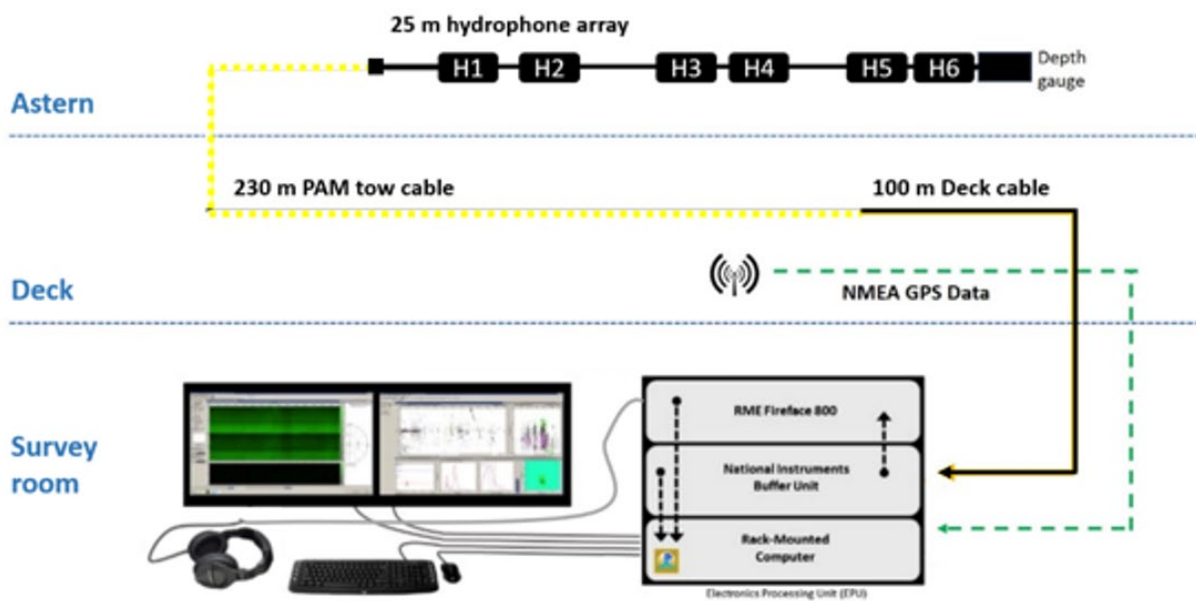 25 m hydrophone array
H1 H2 H3 H4 H5 H6
Depth
gauge
Astern
230 m PAM tow cable
100 m Deck cable
Deck
NMEA GPS Data
Survey
room
RME Fireface 800
National Instruments
Buffer Unit
Rack-Mounted
Computer
Electronics Processing Unit (EPU)